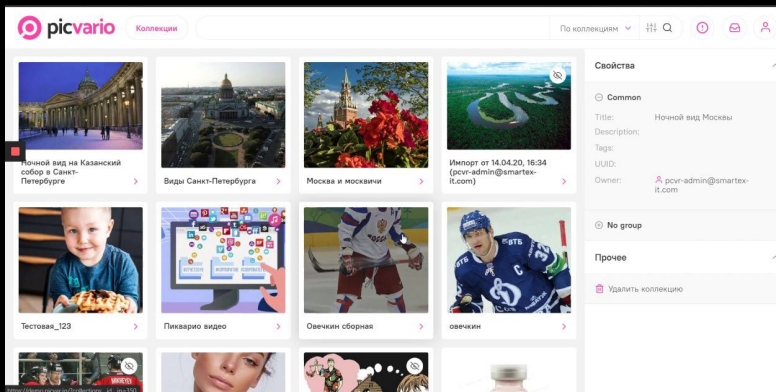 picvario
Коллекции
По коллекциям
Ночной вид на Казанский
собор в Санкт-
Петербурге
Виды Санкт-Петербурга
Москва и москвичи
Импорт от 14.04.20, 16:34
(pcvr-admin@smartex-
it.com)
Тестовая_123
Пикварио видео
Овечкин сборная
овечкин
Свойства
Common
Title:
Ночной вид Москвы
Description:
Tags:
UUID:
Owner:
pcvr-admin@smartex-
it.com
No group
Прочее
Удалить коллекцию